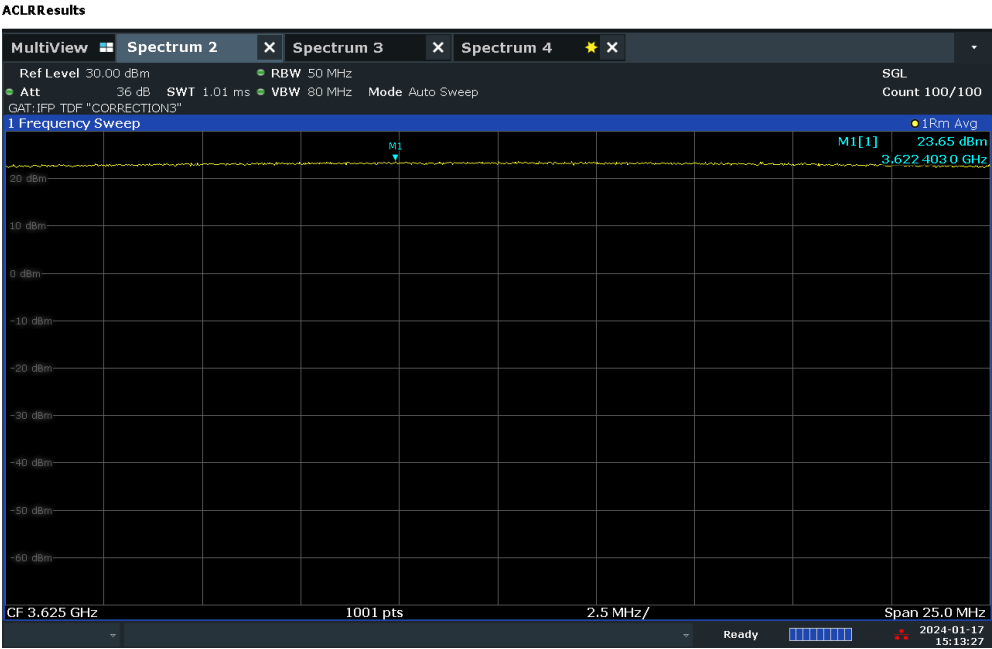 ACLRResults
MultiView Spectrum 2 ✕ Spectrum 3 ✕ Spectrum 4 ✕
Ref Level 30.00 dBm RBW 50 MHz SGL
Att 36 dB SWT 1.01 ms VBW 80 MHz Mode Auto Sweep Count 100/100
GAT:IFP TDF "CORRECTION3"
1 Frequency Sweep 1Rm Avg
M1[1] 23.65 dBm
M1
3.622 403 0 GHz
20 dBm
10 dBm
0 dBm
-10 dBm
-20 dBm
-30 dBm
-40 dBm
-50 dBm
-60 dBm
CF 3.625 GHz 1001 pts 2.5 MHz/ Span 25.0 MHz
Ready 2024-01-17
15:13:27